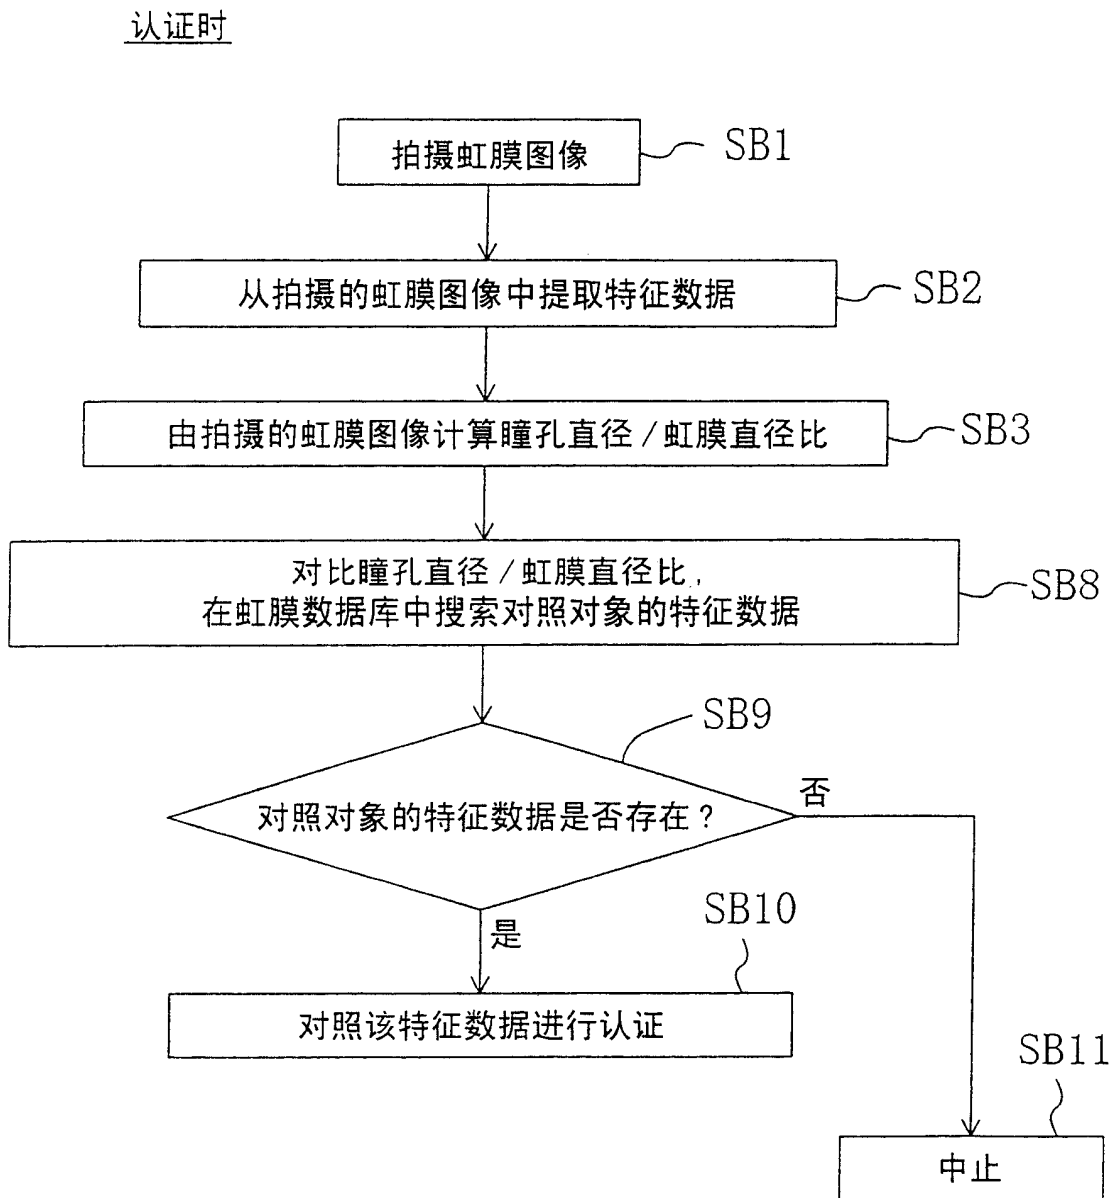 认证时
拍摄虹膜图像
SB1
从拍摄的虹膜图像中提取特征数据
SB2
由拍摄的虹膜图像计算瞳孔直径/虹膜直径比
SB3
对比瞳孔直径/虹膜直径比,
在虹膜数据库中搜索对照对象的特征数据
SB8
SB9
对照对象的特征数据是否存在?
否
是
SB10
对照该特征数据进行认证
SB11
中止